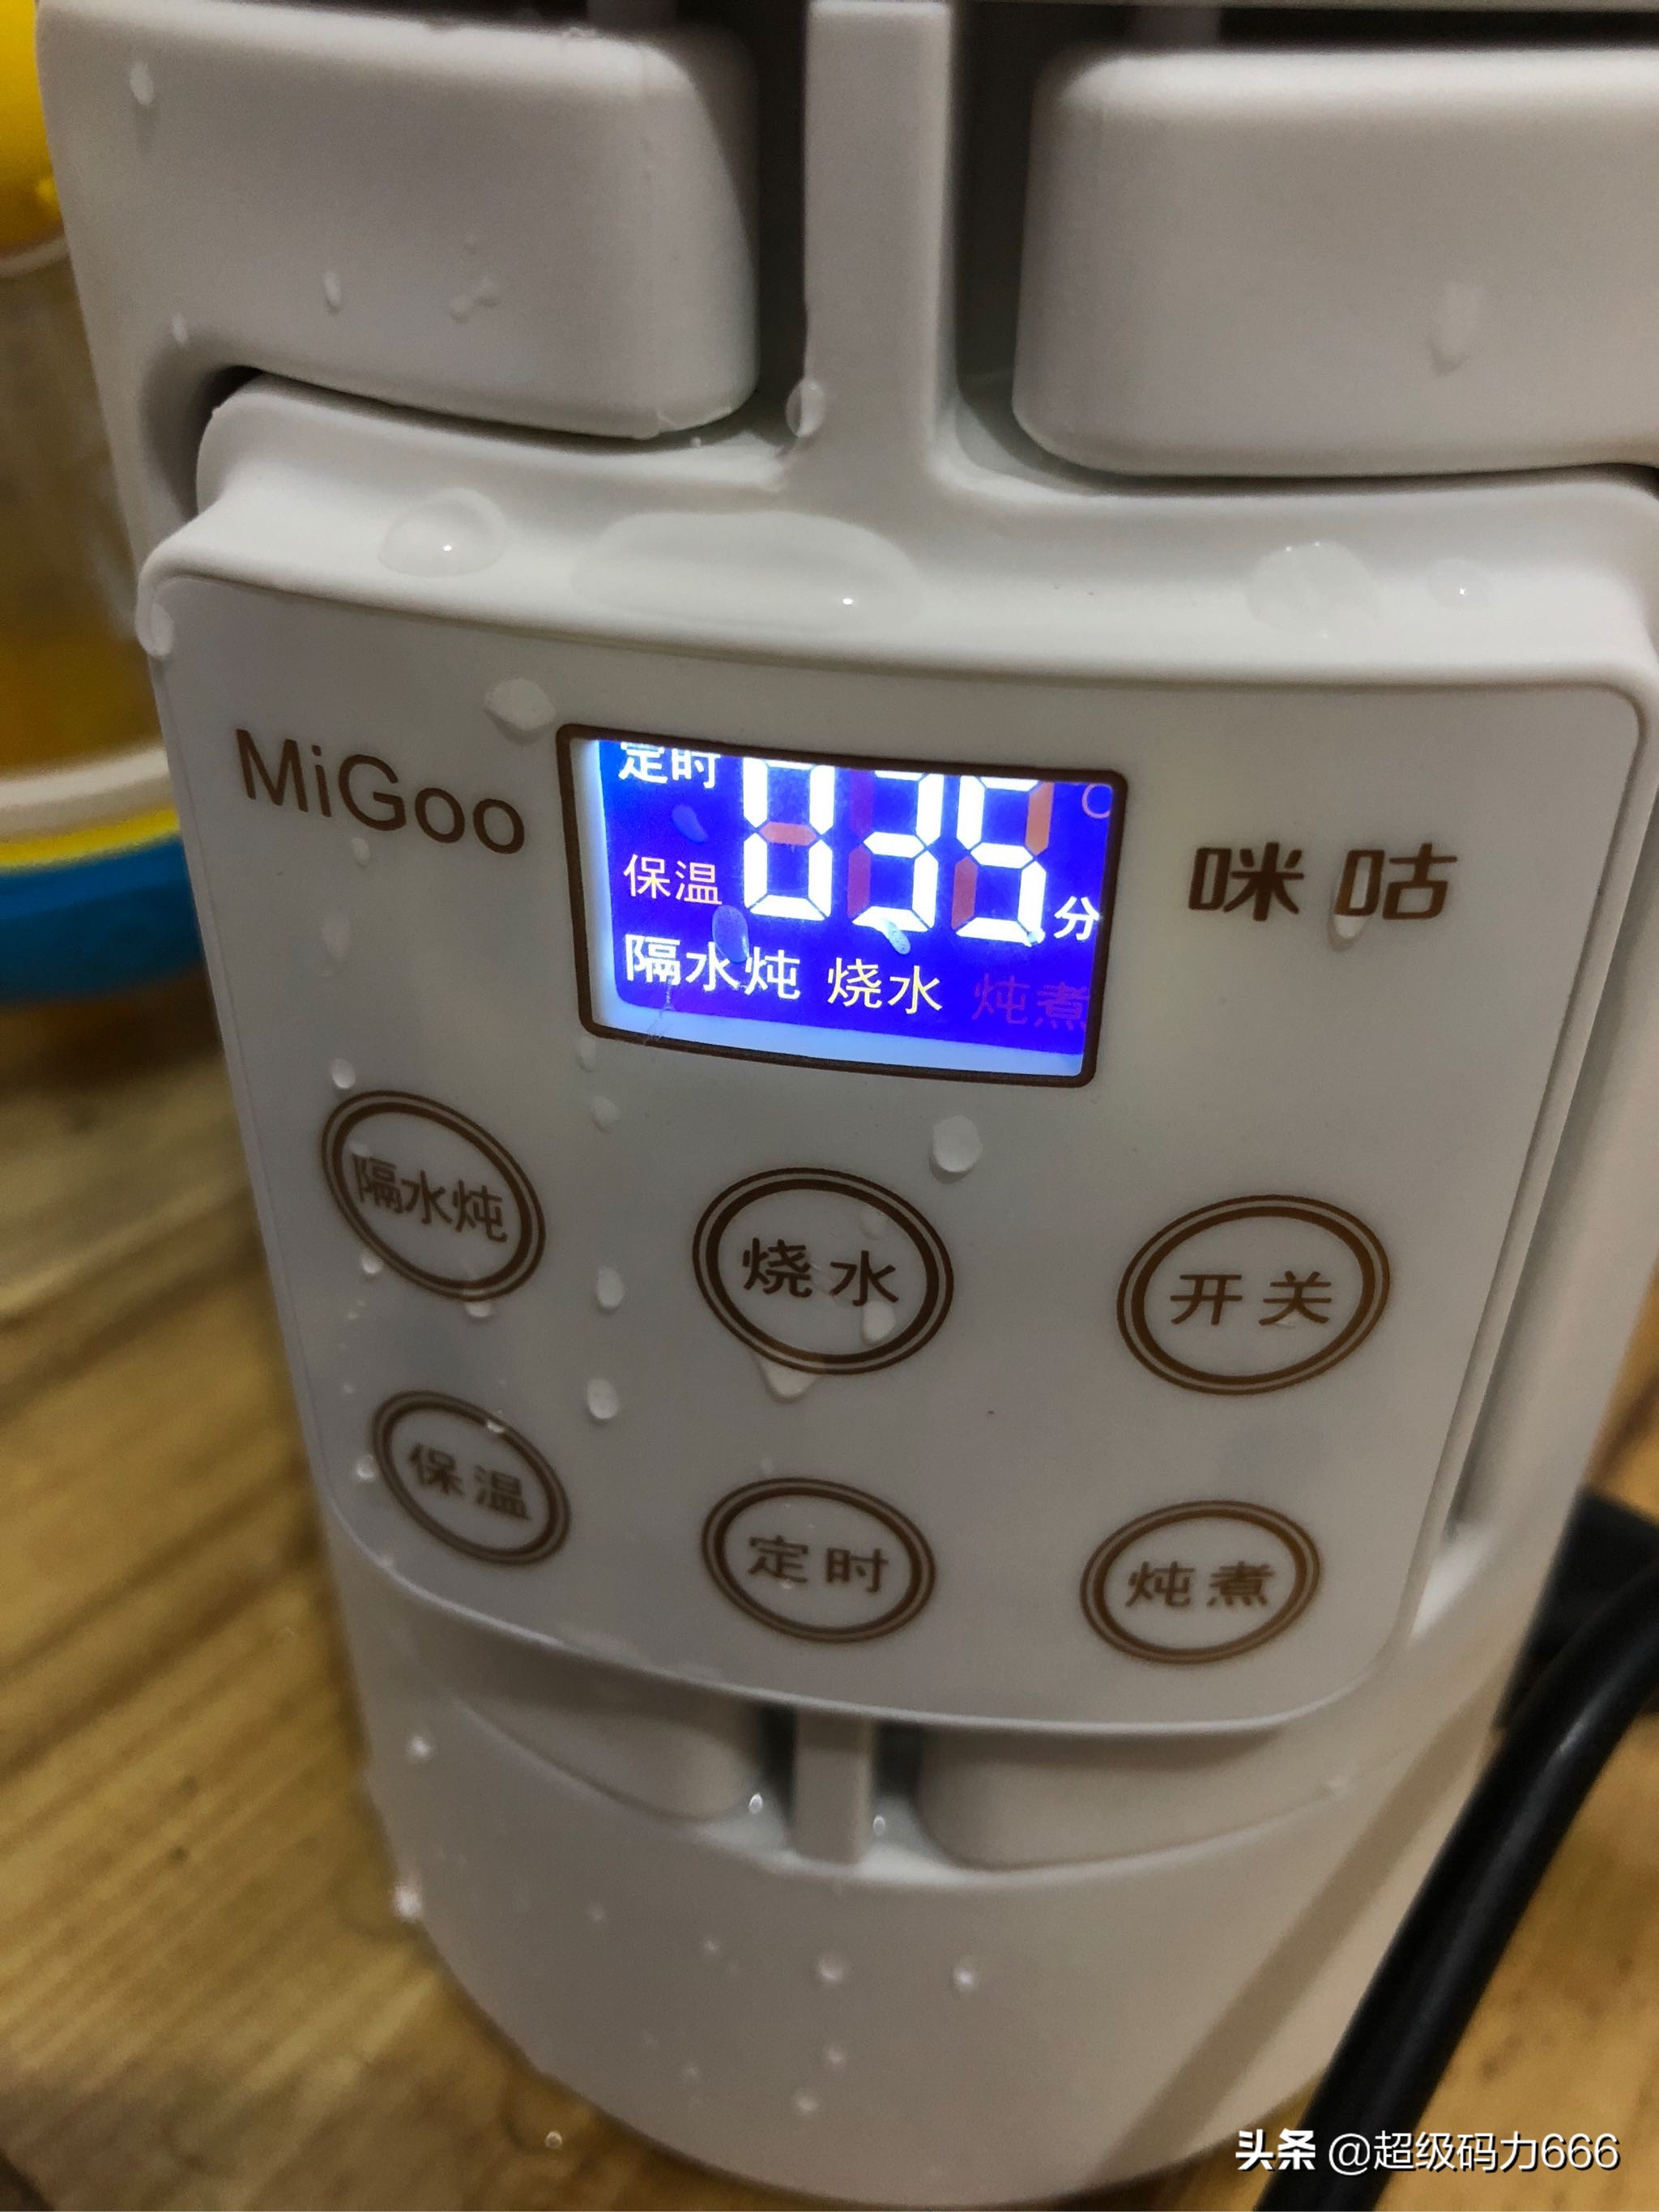 MiGoo
定时 035 ℃
保温 分
隔水炖 烧水 炖煮
咪咕
隔水炖 烧水 开关
保温 定时 炖煮
头条 @超级码力666